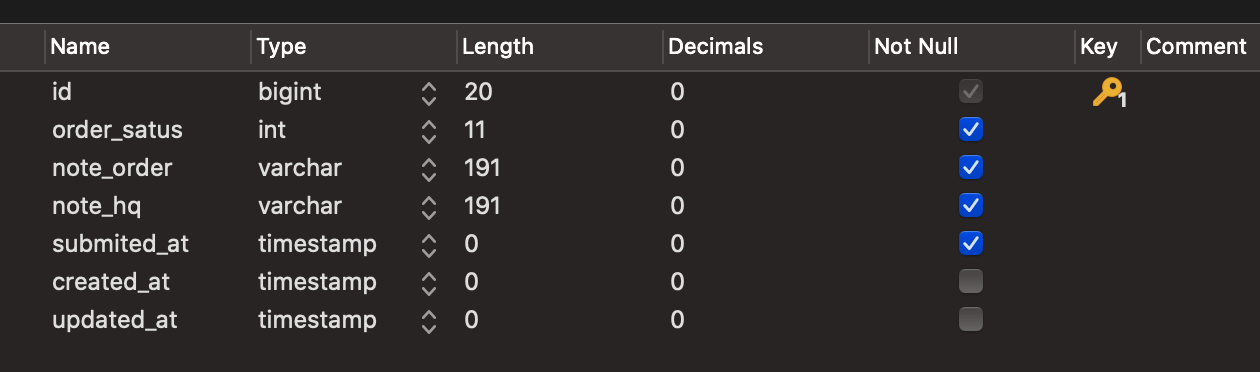 Name Type Length Decimals Not Null Key Comment
id bigint 20 0 1
order_satus int 11 0
note_order varchar 191 0
note_hq varchar 191 0
submited_at timestamp 0 0
created_at timestamp 0 0
updated_at timestamp 0 0